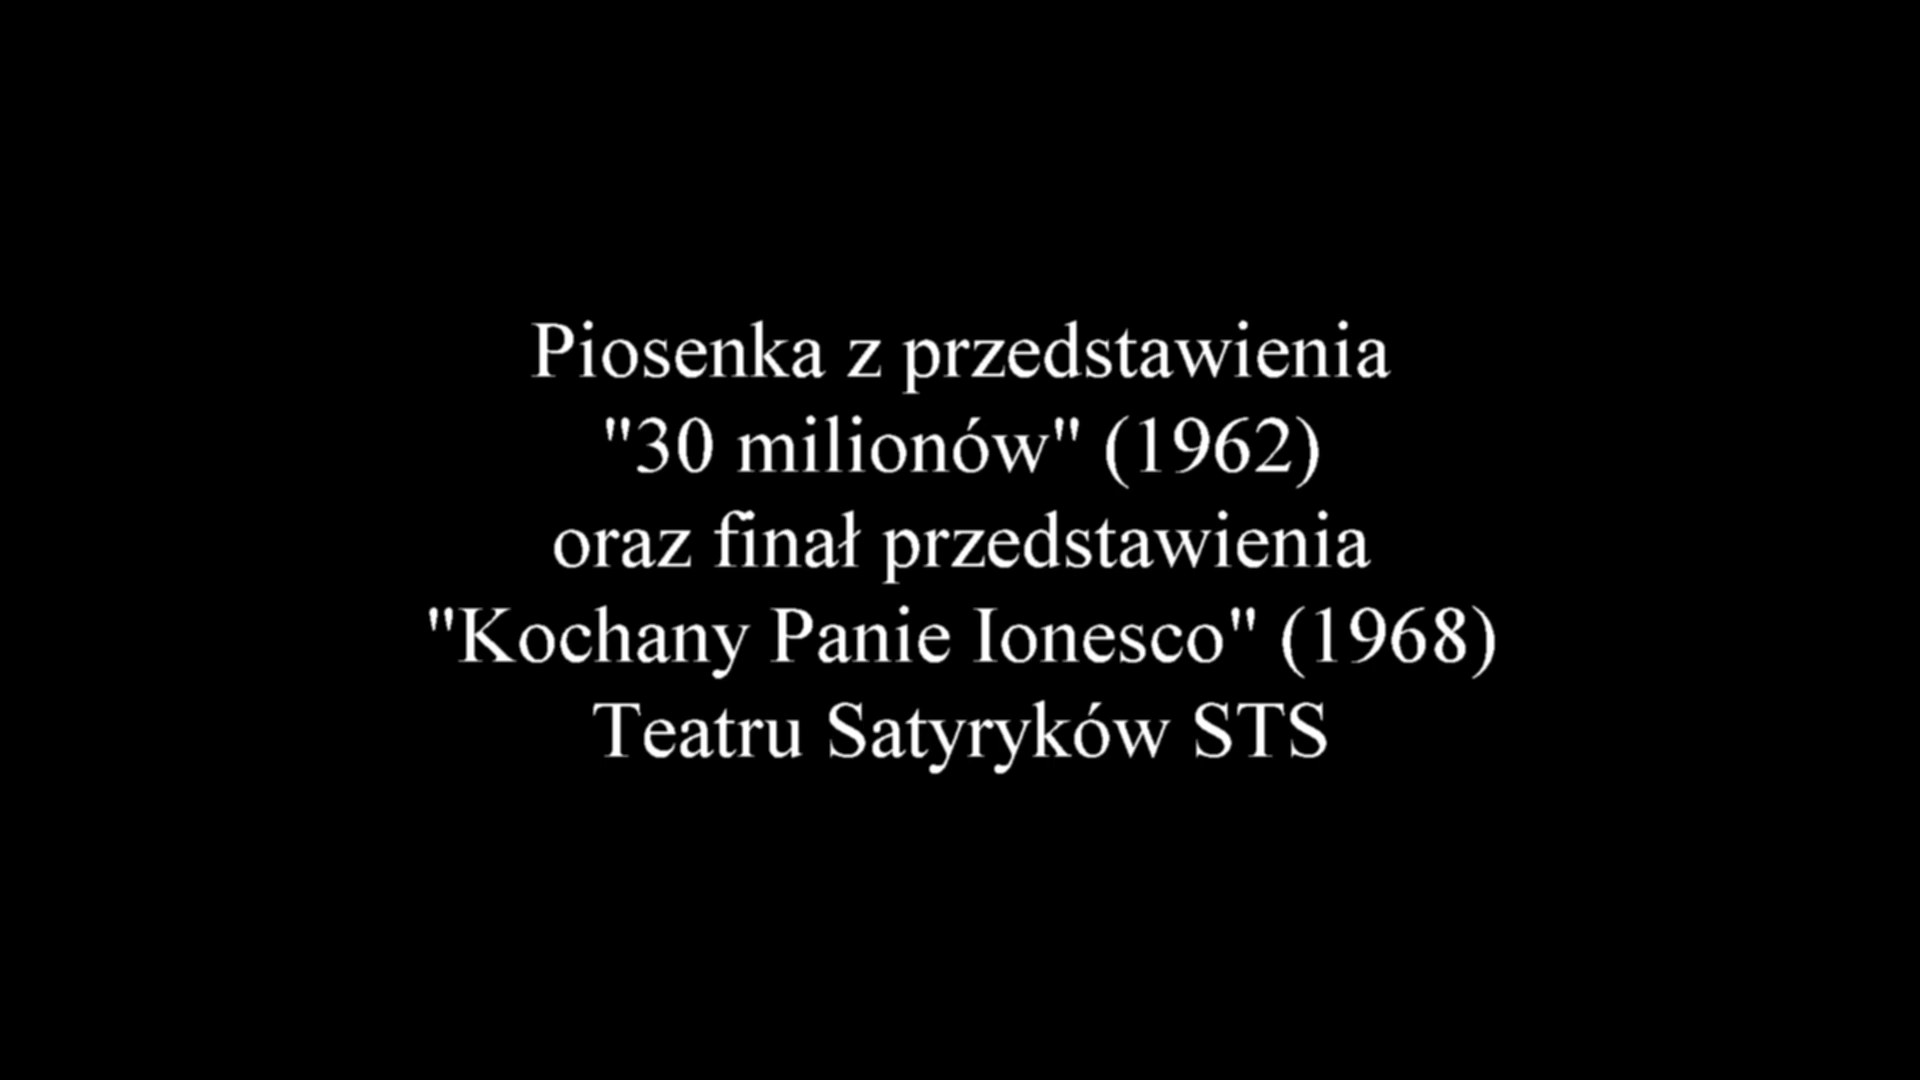 Piosenka z przedstawienia
"30 milionów" (1962)
oraz finał przedstawienia
"Kochany Panie Ionesco" (1968)
Teatru Satyryków STS